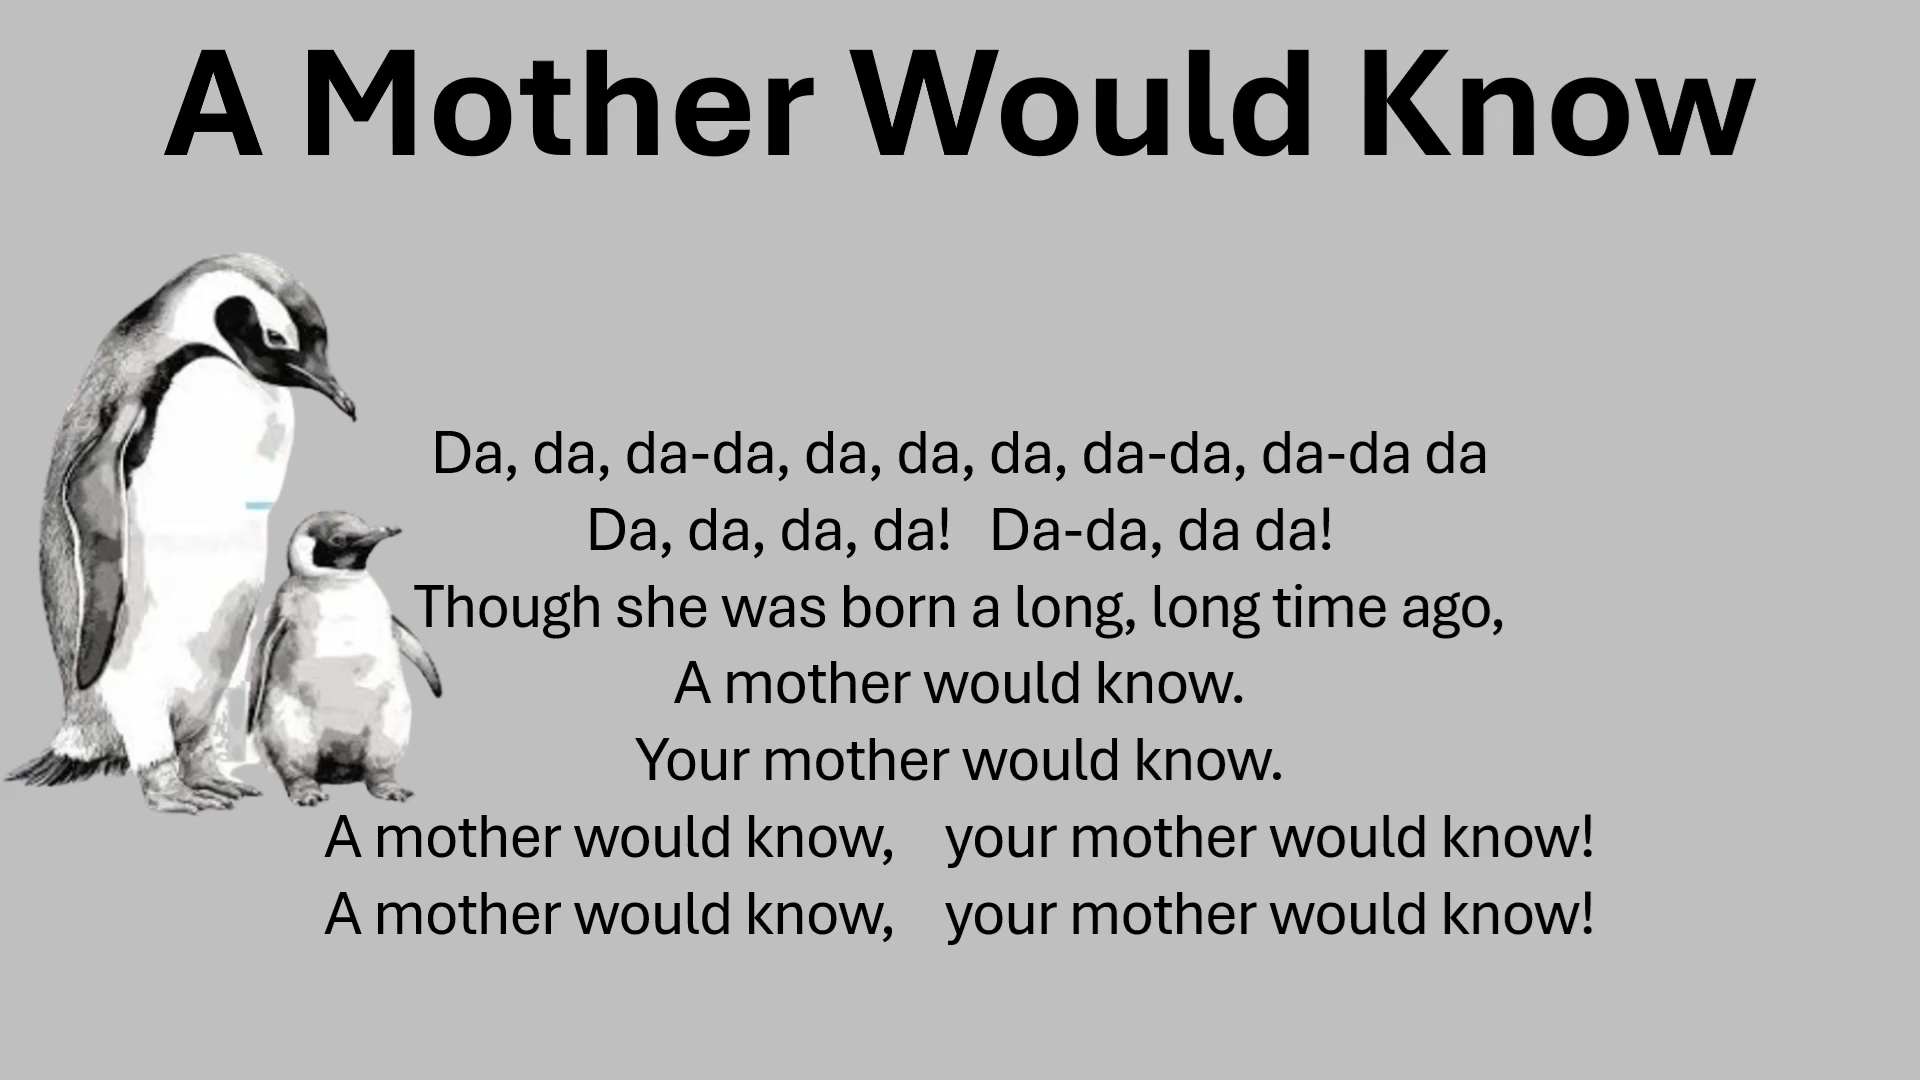 A Mother Would Know
Da, da, da-da, da, da, da, da-da, da-da da
Da, da, da, da!   Da-da, da da!
Though she was born a long, long time ago,
A mother would know.
Your mother would know.
A mother would know,    your mother would know!
A mother would know,    your mother would know!